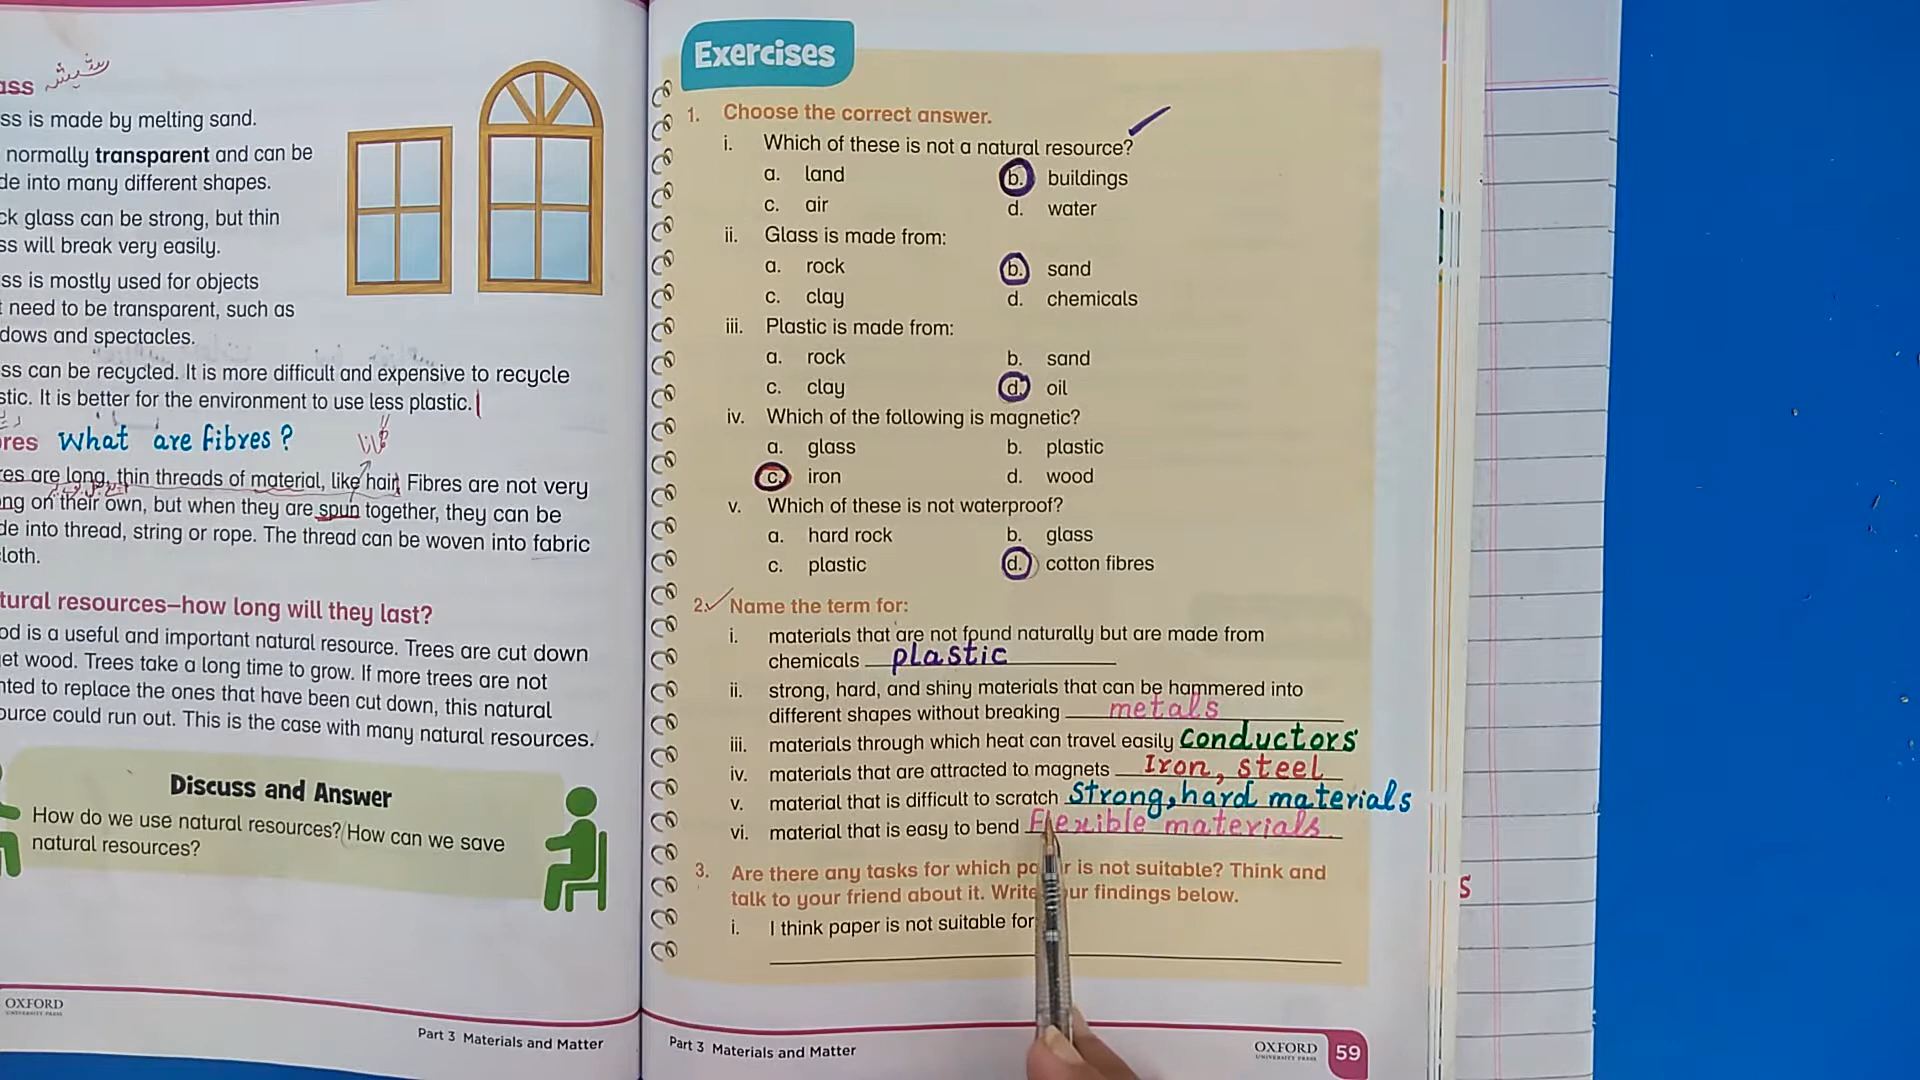 ass شیشہ
ss is made by melting sand.
normally transparent and can be
de into many different shapes.
ck glass can be strong, but thin
ss will break very easily.
ss is mostly used for objects
t need to be transparent, such as
dows and spectacles.
ss can be recycled. It is more difficult and expensive to recycle
stic. It is better for the environment to use less plastic.
res What are fibres?
res are long, thin threads of material, like hair. Fibres are not very
ng on their own, but when they are spun together, they can be
de into thread, string or rope. The thread can be woven into fabric
cloth.
tural resources–how long will they last?
od is a useful and important natural resource. Trees are cut down
et wood. Trees take a long time to grow. If more trees are not
nted to replace the ones that have been cut down, this natural
ource could run out. This is the case with many natural resources.
Discuss and Answer
How do we use natural resources? How can we save
natural resources?
OXFORD
UNIVERSITY PRESS
Part 3 Materials and Matter
Exercises
1. Choose the correct answer.
i. Which of these is not a natural resource?
a. land b. buildings
c. air d. water
ii. Glass is made from:
a. rock b. sand
c. clay d. chemicals
iii. Plastic is made from:
a. rock b. sand
c. clay d. oil
iv. Which of the following is magnetic?
a. glass b. plastic
c. iron d. wood
v. Which of these is not waterproof?
a. hard rock b. glass
c. plastic d. cotton fibres
2. Name the term for:
i. materials that are not found naturally but are made from
chemicals plastic
ii. strong, hard, and shiny materials that can be hammered into
different shapes without breaking metals
iii. materials through which heat can travel easily Conductors
iv. materials that are attracted to magnets Iron, steel
v. material that is difficult to scratch Strong, hard materials
vi. material that is easy to bend Flexible materials
3. Are there any tasks for which pa r is not suitable? Think and
talk to your friend about it. Write ur findings below.
i. I think paper is not suitable for
s
Part 3 Materials and Matter
OXFORD
UNIVERSITY PRESS
59